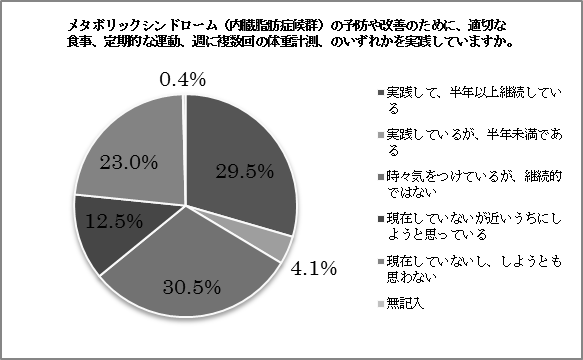 メタボリックシンドローム（内臓脂肪症候群）の予防や改善のために、適切な
食事、定期的な運動、週に複数回の体重計測、のいずれかを実践していますか。
0.4%
29.5%
4.1%
30.5%
12.5%
23.0%
実践して、半年以上継続してい
る
実践しているが、半年未満であ
る
時々気をつけているが、継続的
ではない
現在していないが近いうちにし
ようと思っている
現在していないし、しようとも
思わない
無記入